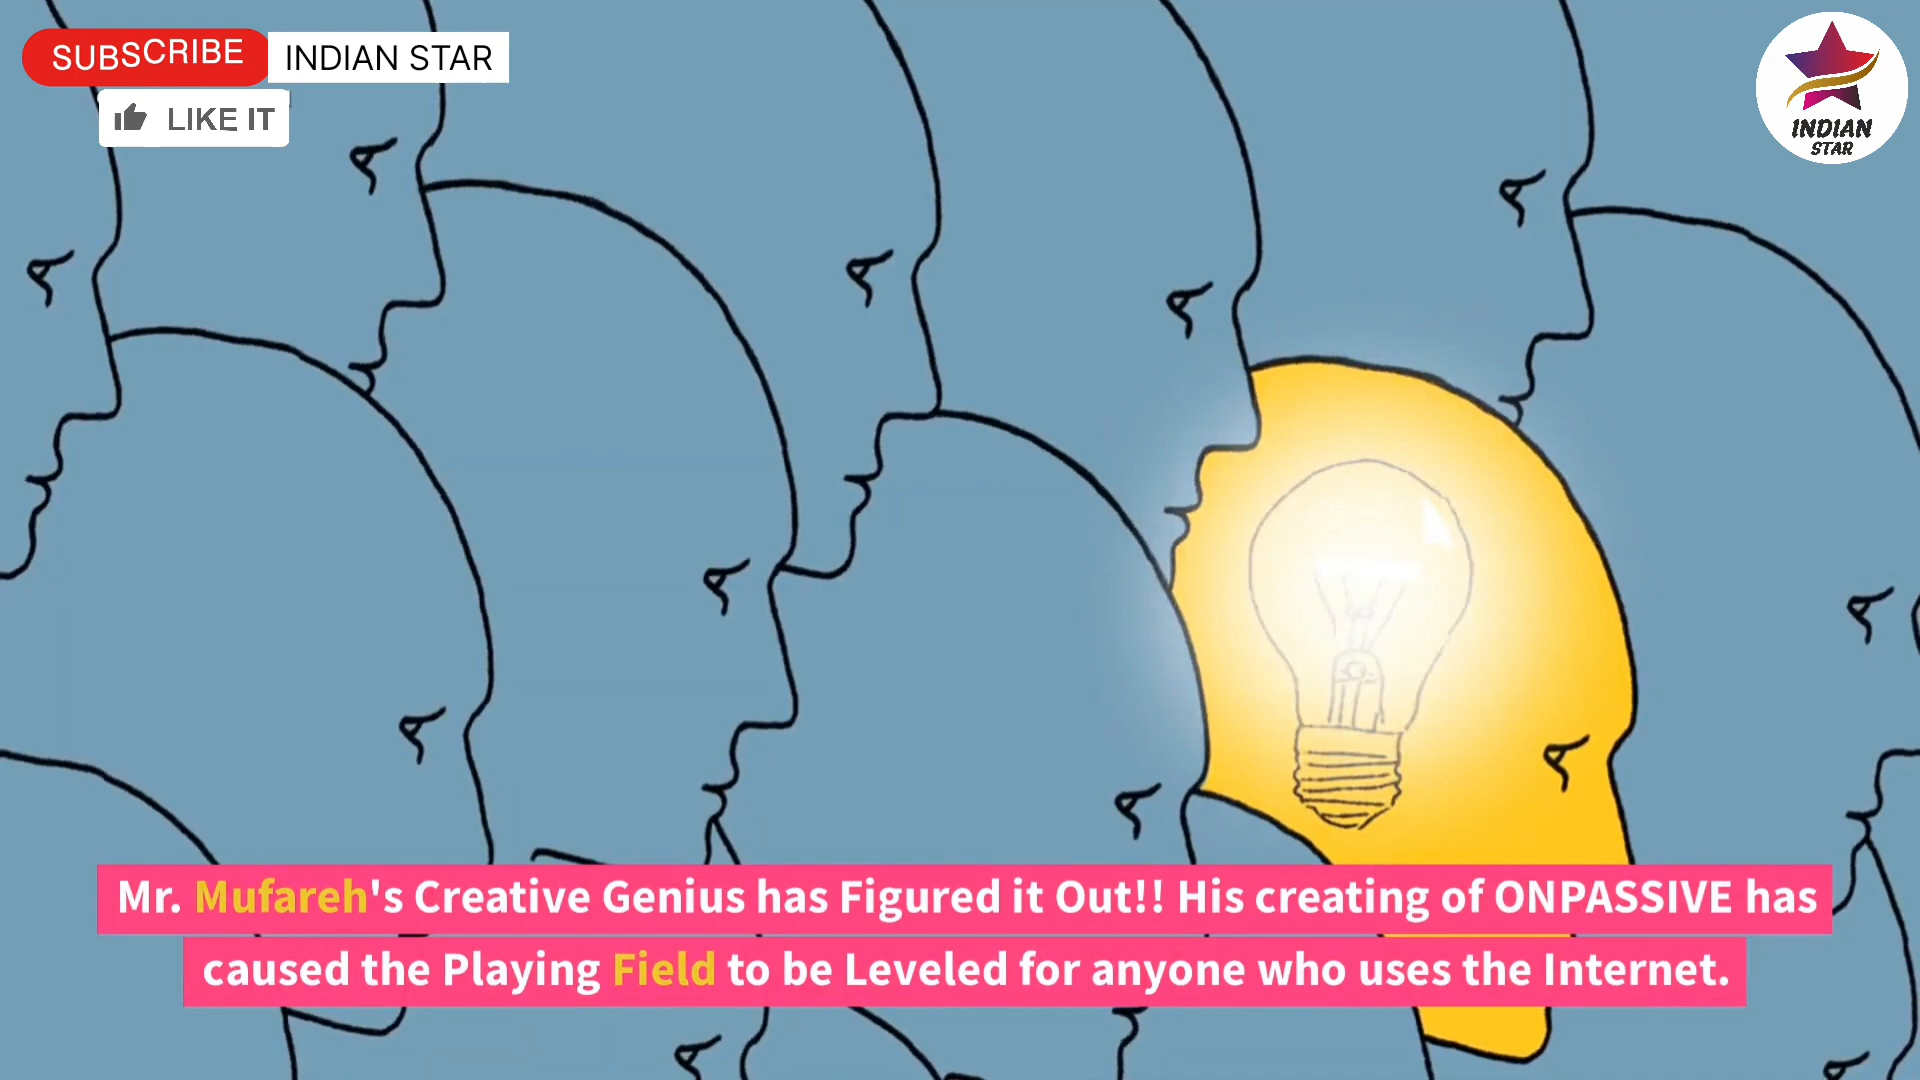 SUBSCRIBE INDIAN STAR
LIKE IT
INDIAN
STAR
Mr. Mufareh's Creative Genius has Figured it Out!! His creating of ONPASSIVE has
caused the Playing Field to be Leveled for anyone who uses the Internet.